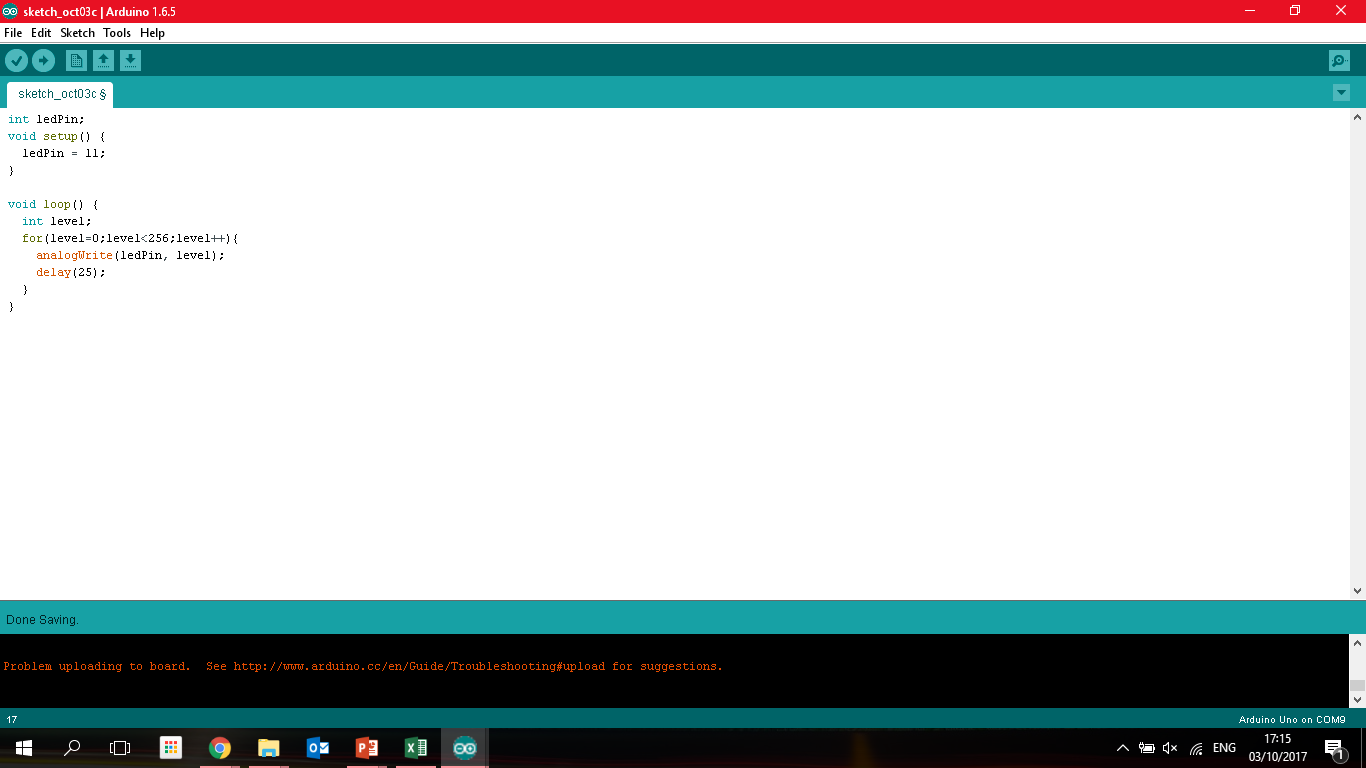 sketch_oct03c | Arduino 1.6.5
File Edit Sketch Tools Help
sketch_oct03c §
int ledPin;
void setup() {
  ledPin = 11;
}
void loop() {
  int level;
  for(level=0;level<256;level++){
    analogWrite(ledPin, level);
    delay(25);
  }
}
Done Saving.
Problem uploading to board.  See http://www.arduino.cc/en/Guide/Troubleshooting#upload for suggestions.
17 Arduino Uno on COM9
ENG 17:15
03/10/2017 1